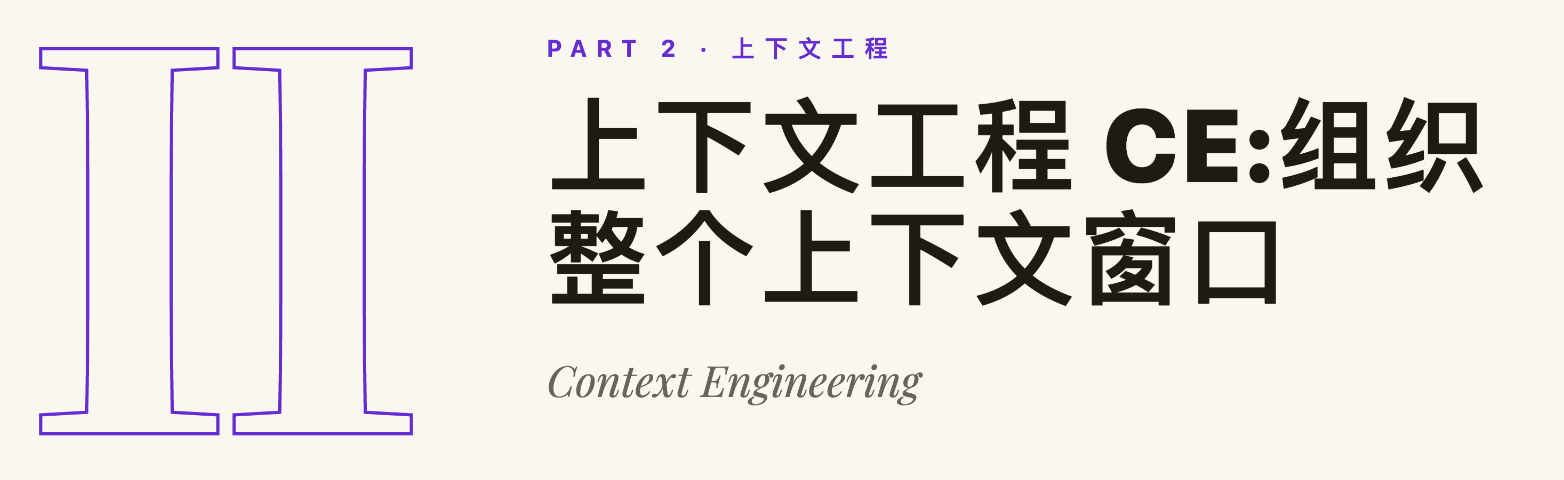 II
PART 2 · 上下文工程
上下文工程 CE:组织
整个上下文窗口
Context Engineering